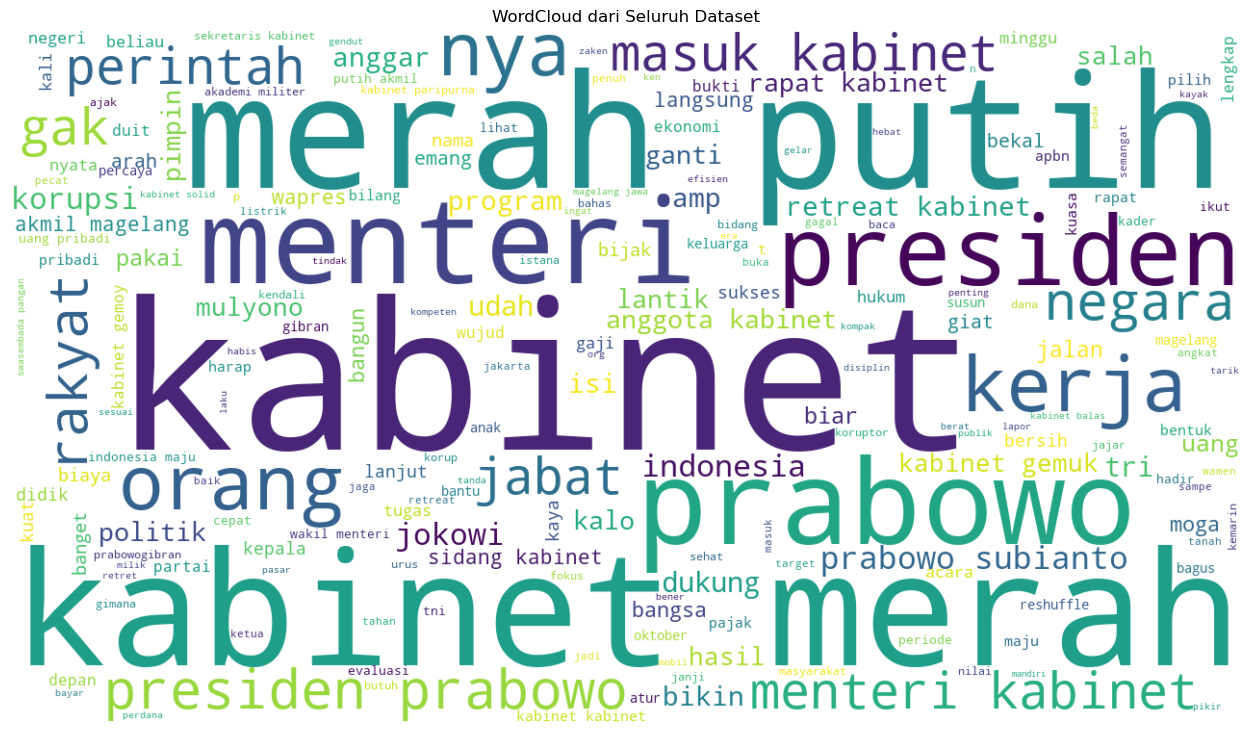 WordCloud dari Seluruh Dataset
negeri
beliau
sekretaris kabinet
gendut
anggar
nya
zaken
masuk kabinet
minggu
salah
lengkap
kali
perintah
putih akmil
kabinet paripurna
penuh
ken
bukti
rapat kabinet
n
pilih
kayak
ajak
akademi militer
merah
langsung
putih
beda
gak
duit
pimpin
nama
lihat
ekonomi
hebat
bekal
semangat
nyata
arah
percaya
emang
ganti
gelar
apbn
pecat
efisien
korupsi
kabinet solid
p
wapres
bilang
program
magelang jawa
ingat
amp
retreat kabinet
rapat
kuasa
ikut
akmil magelang
listrik
menteri
bahas
bidang
gagal
baca
kader
uang pribadi
era
t
presiden
pribadi
pakai
tindak
istana
bijak
keluarga
buka
swasembada pangan
rakyat
kabinet gemoy
mulyono
kendali
udah
lantik
sukses
hukum
susun
penting
dana
negara
kabinet
kompeten
anggota kabinet
kompak
giat
gibran
bangun
wujud
gaji
org
jalan
magelang
angkat
harap
habis
jakarta
isi
disiplin
kerja
tarik
sesuai
laku
anak
biar
koruptor
berat
publik
kabinet balas
lapor
bersih
jajar
bentuk
uang
indonesia maju
biaya
orang
baik
jaga
lanjut
korup
tanda
bantu
retreat
jabat
indonesia
kabinet gemuk
tri
hadir
wamen
sampe
didik
kuat
banget
politik
cepat
wakil menteri
tugas
jokowi
kaya
kalo
prabowo
moga
tanah
kemarin
prabowogibran
milik
retret
partai
kepala
pasar
urus
sidang kabinet
fokus
sehat
masuk
target
prabowo subianto
acara
bagus
kabinet merah
gimana
ketua
tahan
tni
bener
dukung
bangsa
pajak
reshuffle
oktober
maju
periode
jadi
mobil
hasil
masyarakat
nilai
mandiri
depan
bayar
perdana
presiden prabowo
evaluasi
butuh
janji
atur
bikin
menteri kabinet
pikir
kabinet kabinet